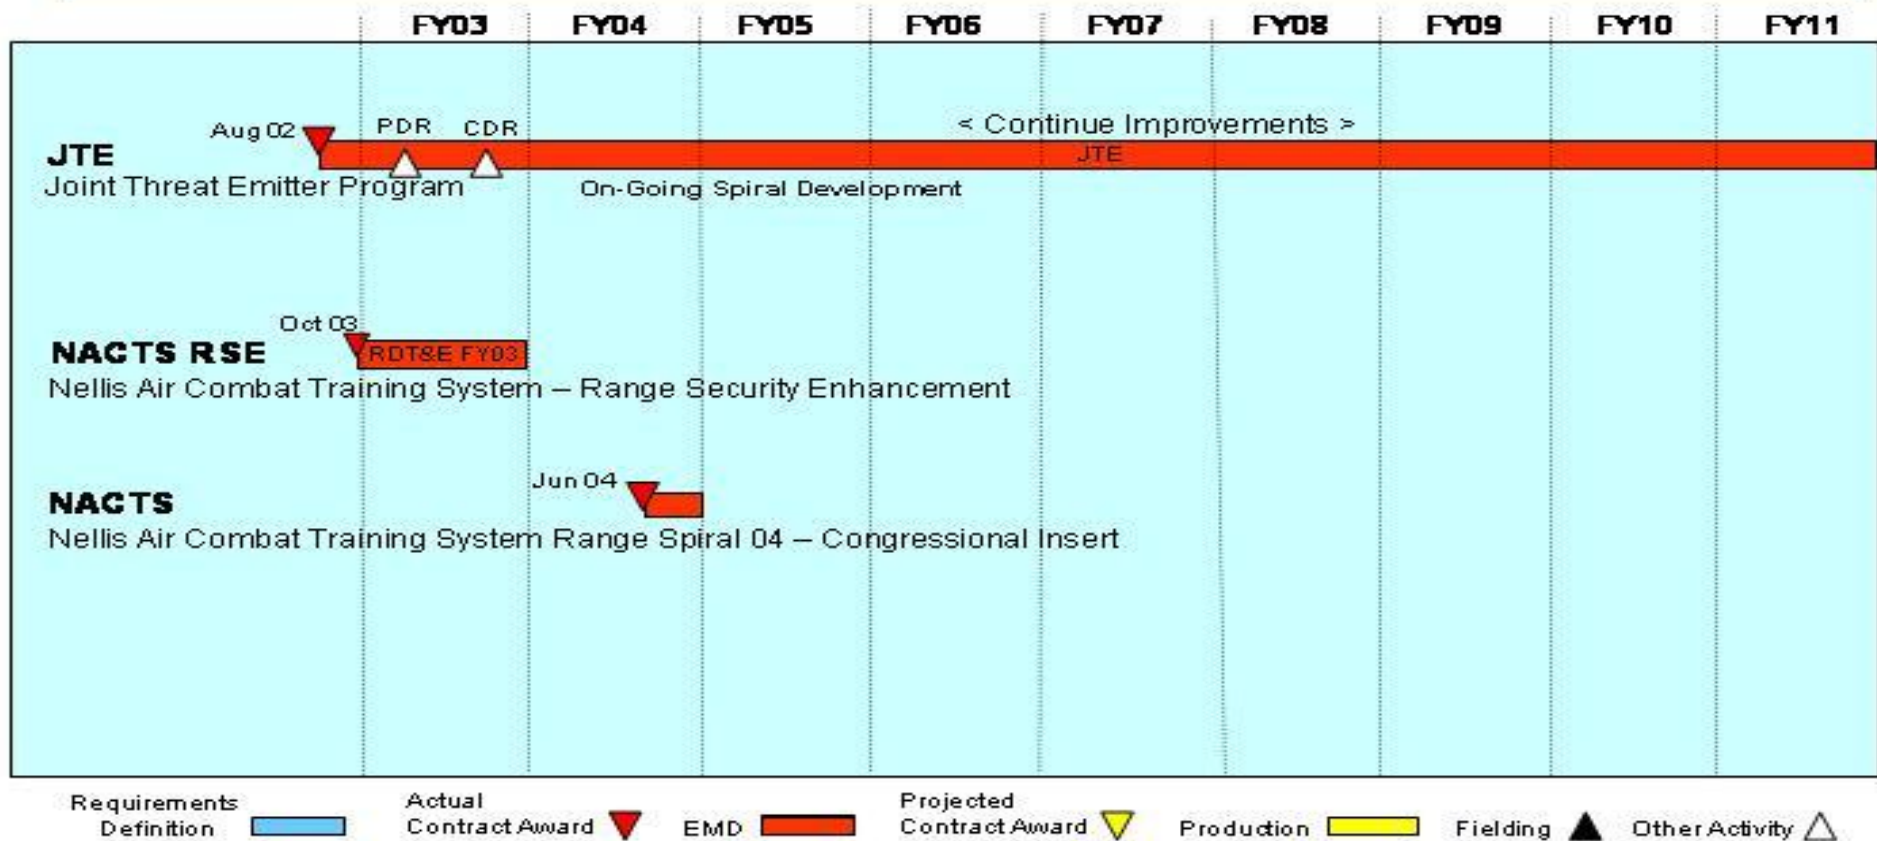 FY03 FY04 FY05 FY06 FY07 FY08 FY09 FY10 FY11
Aug 02 PDR CDR < Continue Improvements >
JTE JTE
Joint Threat Emitter Program On-Going Spiral Development
Oct 03
NACTS RSE RDT&E FY03
Nellis Air Combat Training System – Range Security Enhancement
Jun 04
NACTS
Nellis Air Combat Training System Range Spiral 04 – Congressional Insert
Requirements
Definition
Actual
Contract Award
EMD
Projected
Contract Award
Production
Fielding
Other Activity